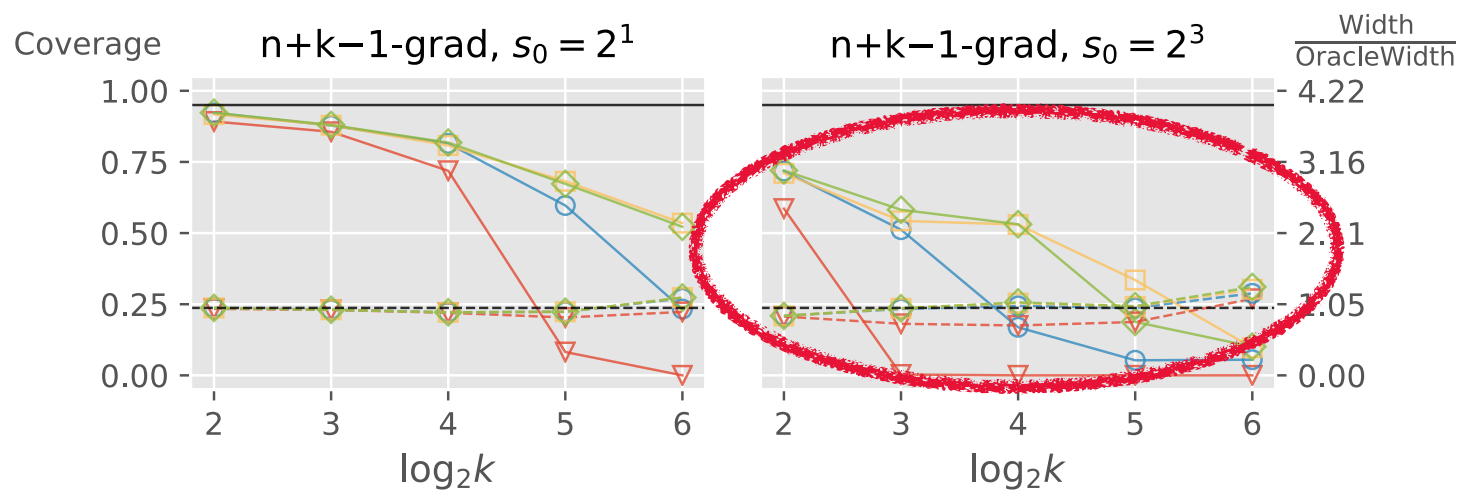 Coverage
n+k−1-grad, s₀ = 2¹
n+k−1-grad, s₀ = 2³
Width
OracleWidth
1.00
0.75
0.50
0.25
0.00
4.22
3.16
2.11
1.05
0.00
2 3 4 5 6
2 3 4 5 6
log₂k
log₂k